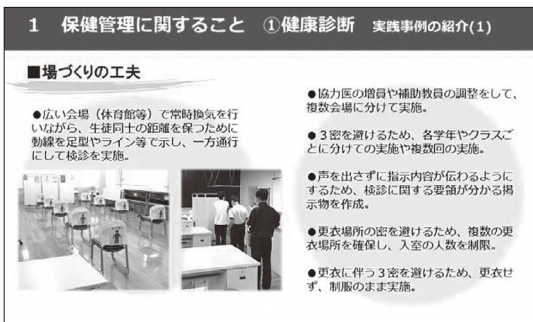 1 保健管理に関すること ①健康診断 実践事例の紹介(1)
■場づくりの工夫
●広い会場（体育館等）で常時換気を行
いながら、生徒同士の距離を保つために
動線を足型やライン等で示し、一方通行
にして検診を実施。
●協力医の増員や補助教員の調整をして、
複数会場に分けて実施。
●３密を避けるため、各学年やクラスご
とに分けての実施や複数回の実施。
●声を出さずに指示内容が伝わるように
するため、検診に関する要領が分かる掲
示物を作成。
●更衣場所の密を避けるため、複数の更
衣場所を確保し、入室の人数を制限。
●更衣に伴う３密を避けるため、更衣せ
ず、制服のまま実施。